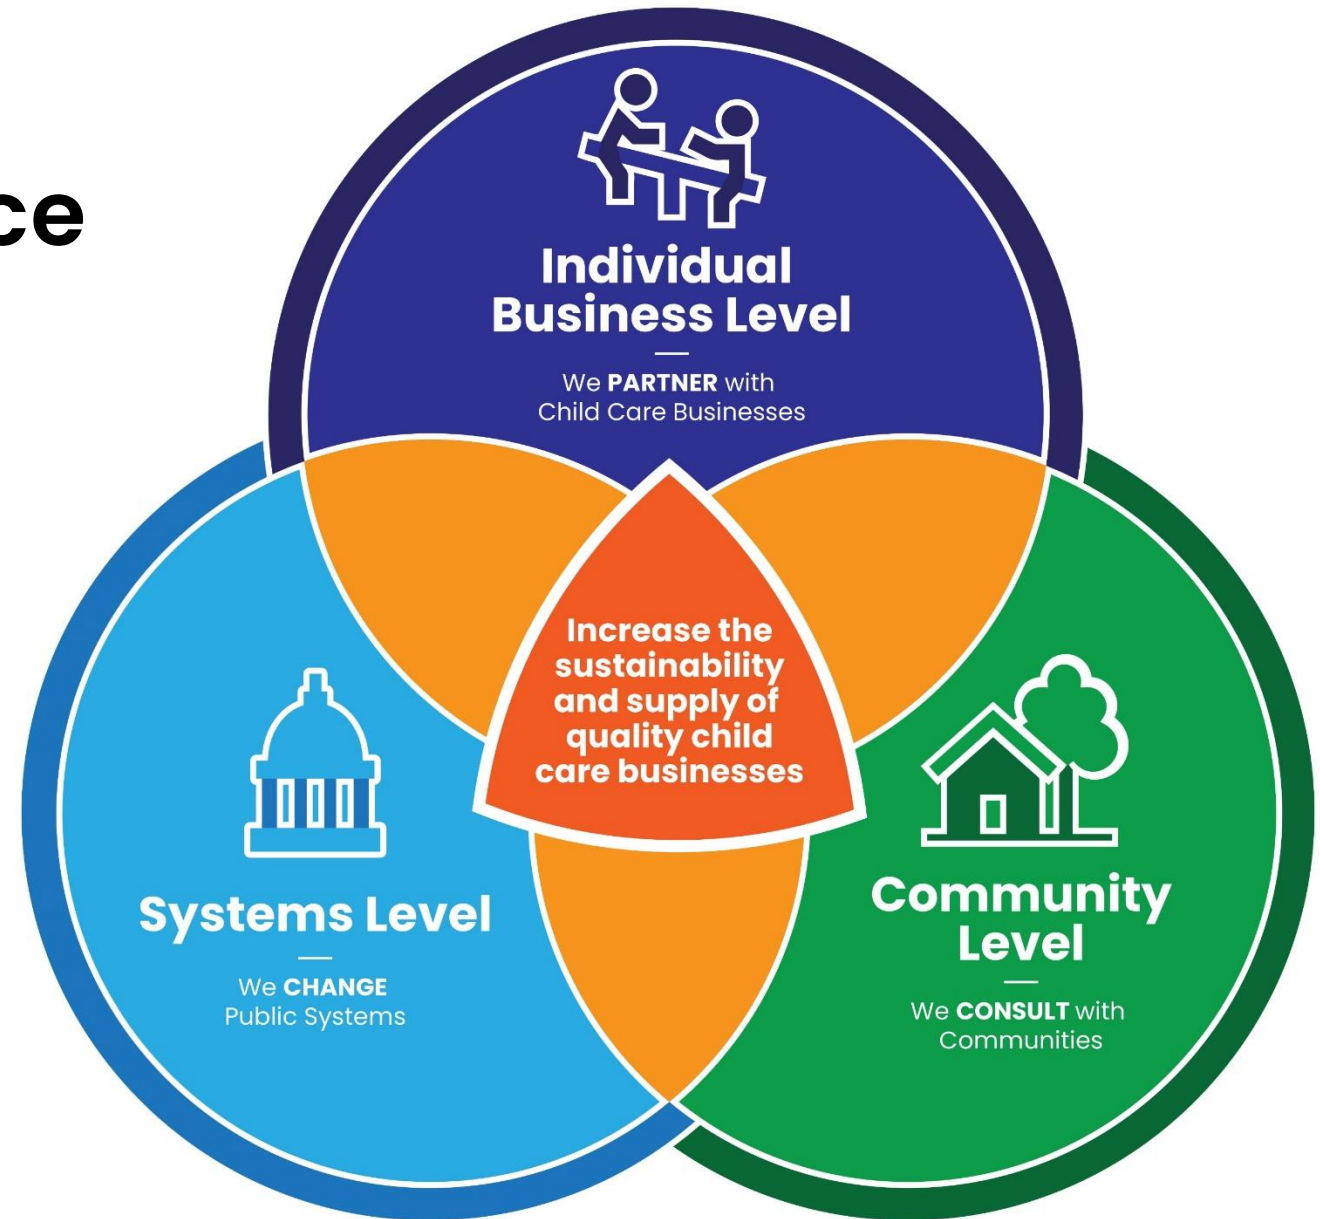 ce
Individual
Business Level
We PARTNER with
Child Care Businesses
Increase the
sustainability
and supply of
quality child
care businesses
Systems Level
We CHANGE
Public Systems
Community
Level
We CONSULT with
Communities